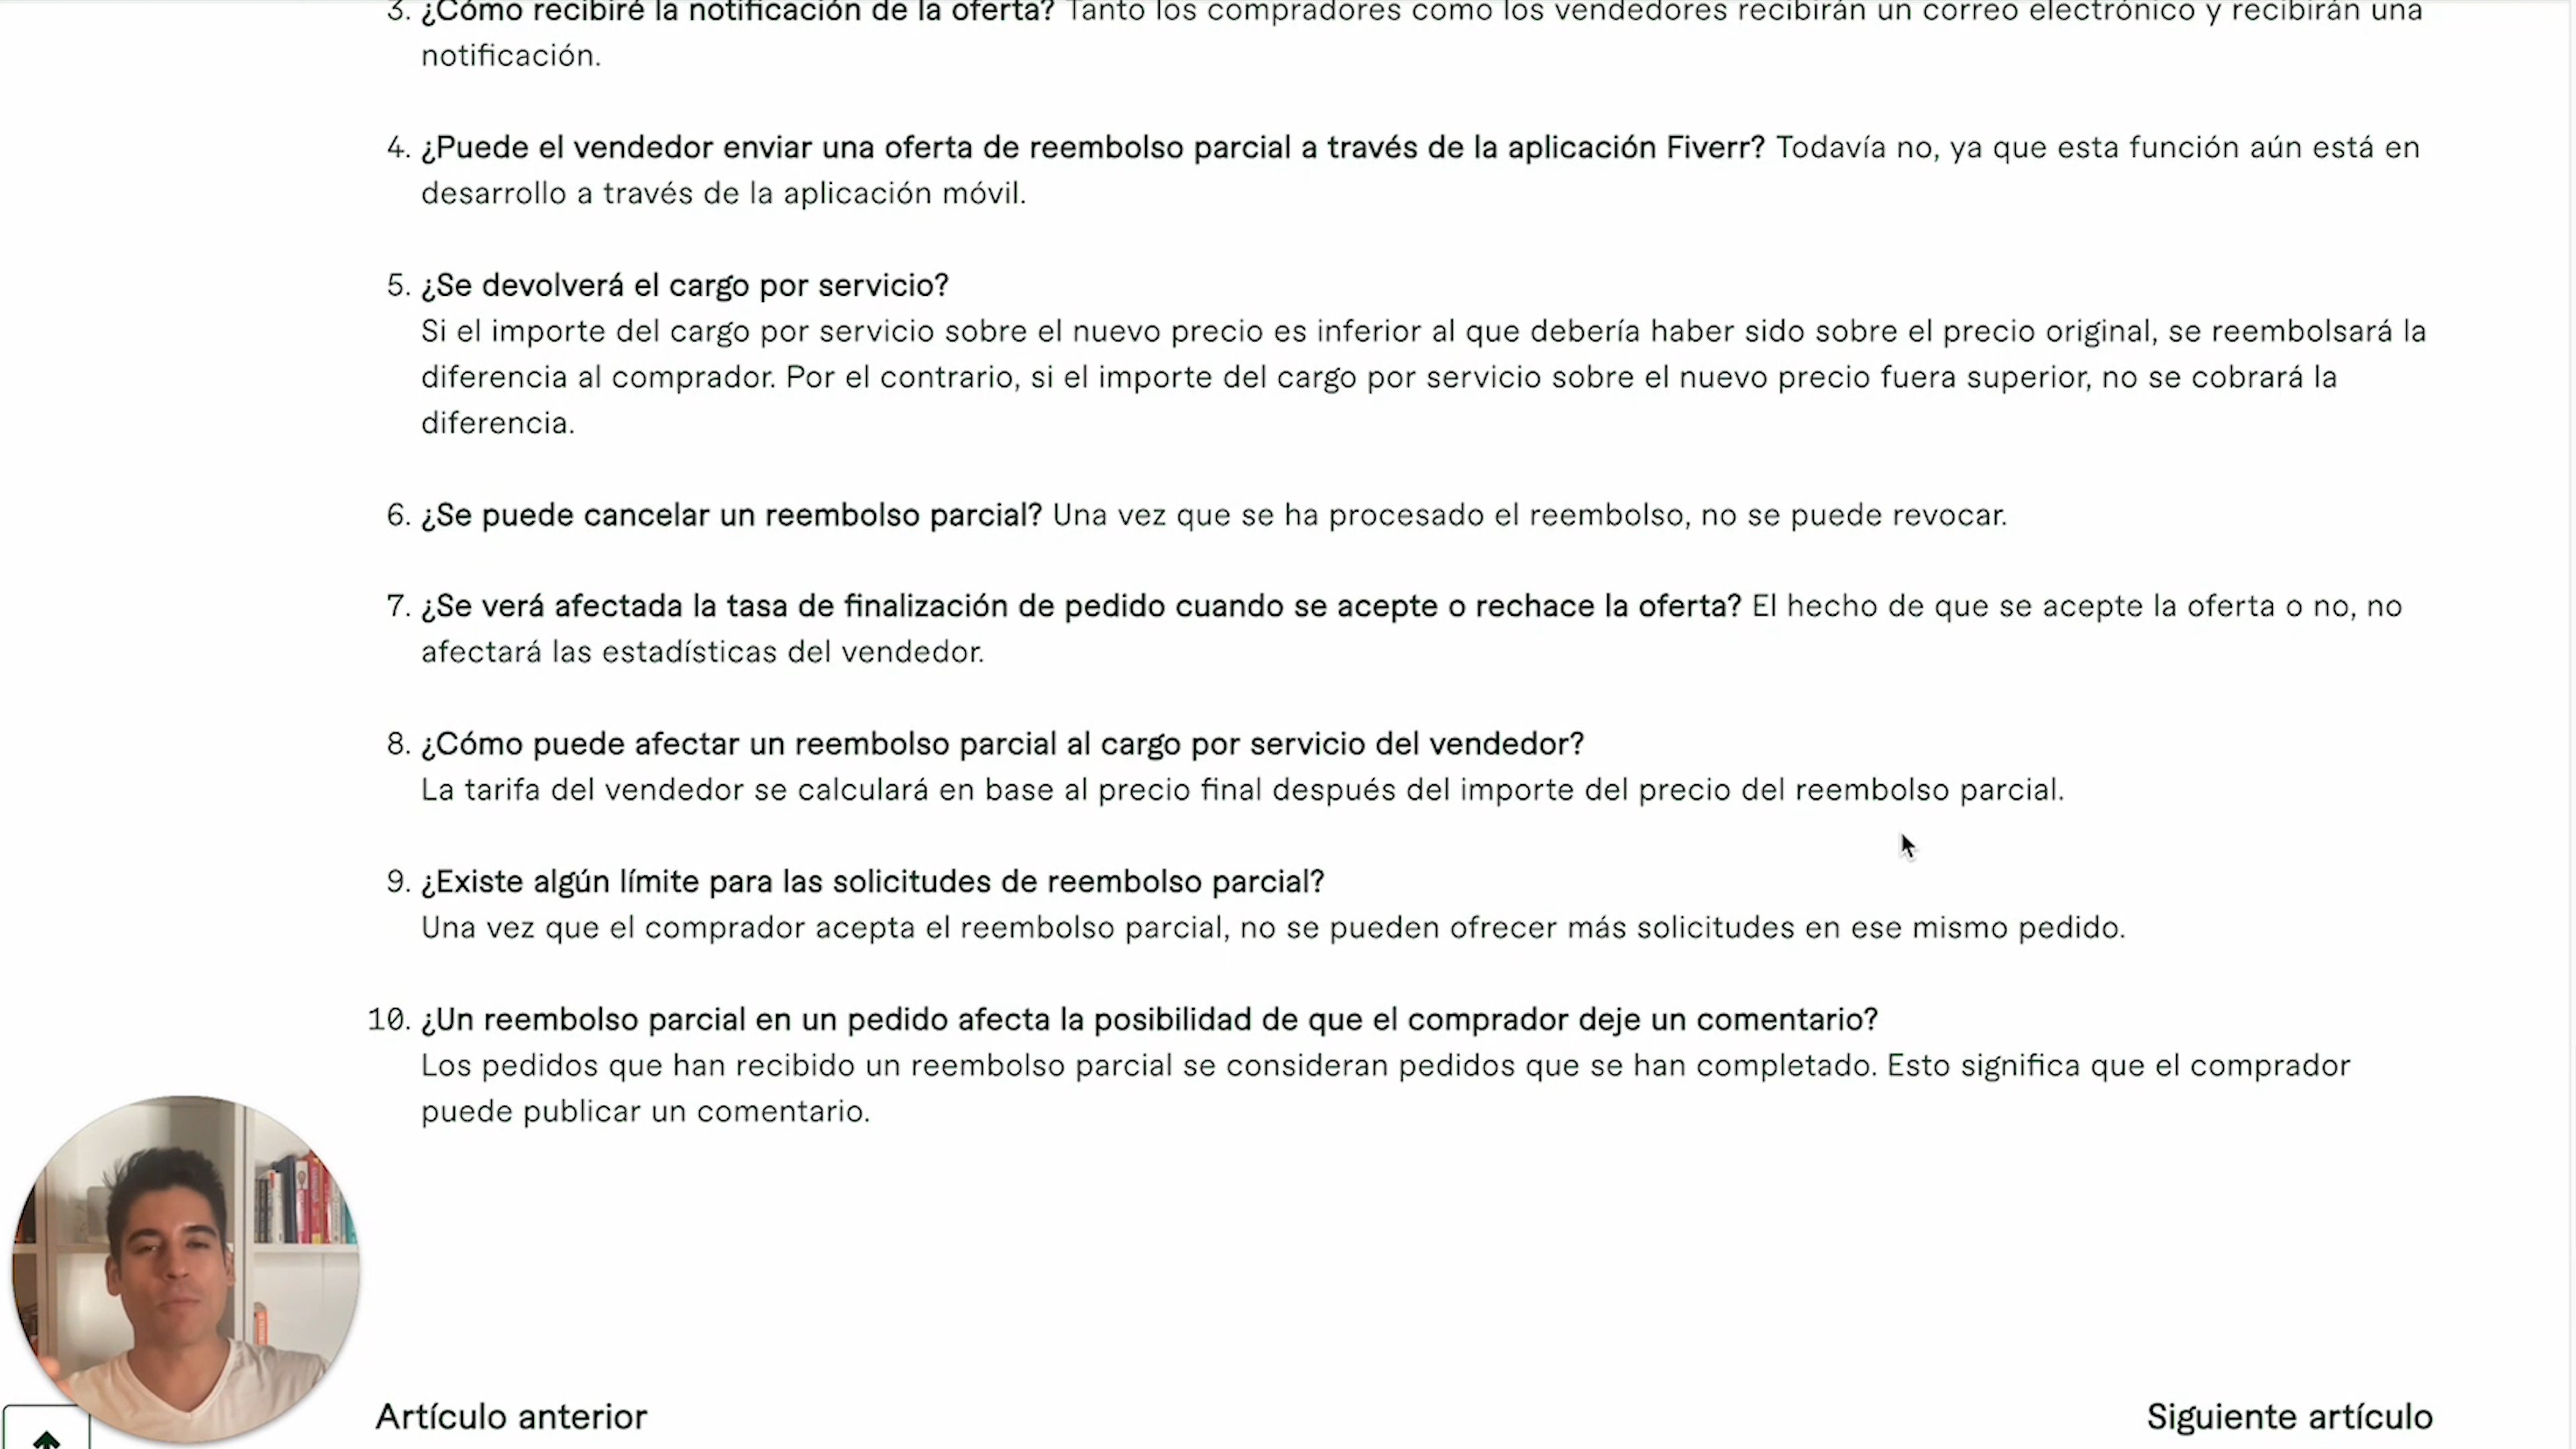 3. ¿Cómo recibiré la notificación de la oferta? Tanto los compradores como los vendedores recibirán un correo electrónico y recibirán una
notificación.
4. ¿Puede el vendedor enviar una oferta de reembolso parcial a través de la aplicación Fiverr? Todavía no, ya que esta función aún está en
desarrollo a través de la aplicación móvil.
5. ¿Se devolverá el cargo por servicio?
Si el importe del cargo por servicio sobre el nuevo precio es inferior al que debería haber sido sobre el precio original, se reembolsará la
diferencia al comprador. Por el contrario, si el importe del cargo por servicio sobre el nuevo precio fuera superior, no se cobrará la
diferencia.
6. ¿Se puede cancelar un reembolso parcial? Una vez que se ha procesado el reembolso, no se puede revocar.
7. ¿Se verá afectada la tasa de finalización de pedido cuando se acepte o rechace la oferta? El hecho de que se acepte la oferta o no, no
afectará las estadísticas del vendedor.
8. ¿Cómo puede afectar un reembolso parcial al cargo por servicio del vendedor?
La tarifa del vendedor se calculará en base al precio final después del importe del precio del reembolso parcial.
9. ¿Existe algún límite para las solicitudes de reembolso parcial?
Una vez que el comprador acepta el reembolso parcial, no se pueden ofrecer más solicitudes en ese mismo pedido.
10. ¿Un reembolso parcial en un pedido afecta la posibilidad de que el comprador deje un comentario?
Los pedidos que han recibido un reembolso parcial se consideran pedidos que se han completado. Esto significa que el comprador
puede publicar un comentario.
Artículo anterior
Siguiente artículo